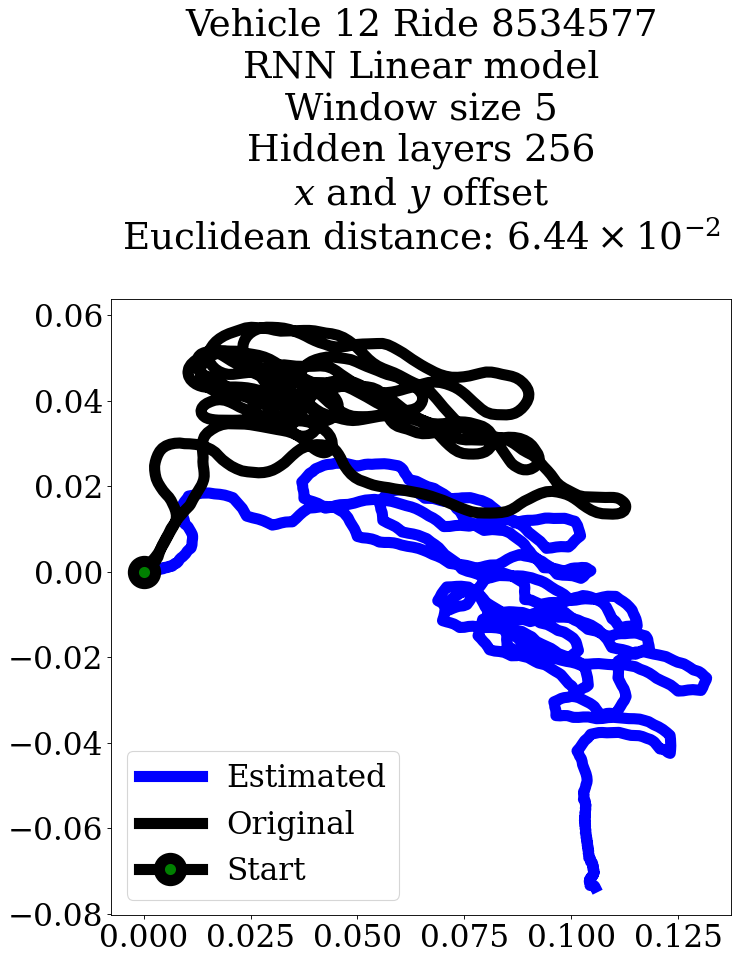 Vehicle 12 Ride 8534577
RNN Linear model
Window size 5
Hidden layers 256
x and y offset
Euclidean distance: 6.44 × 10⁻²
0.06
0.04
0.02
0.00
−0.02
−0.04
−0.06
−0.08
Estimated
Original
Start
0.000 0.025 0.050 0.075 0.100 0.125